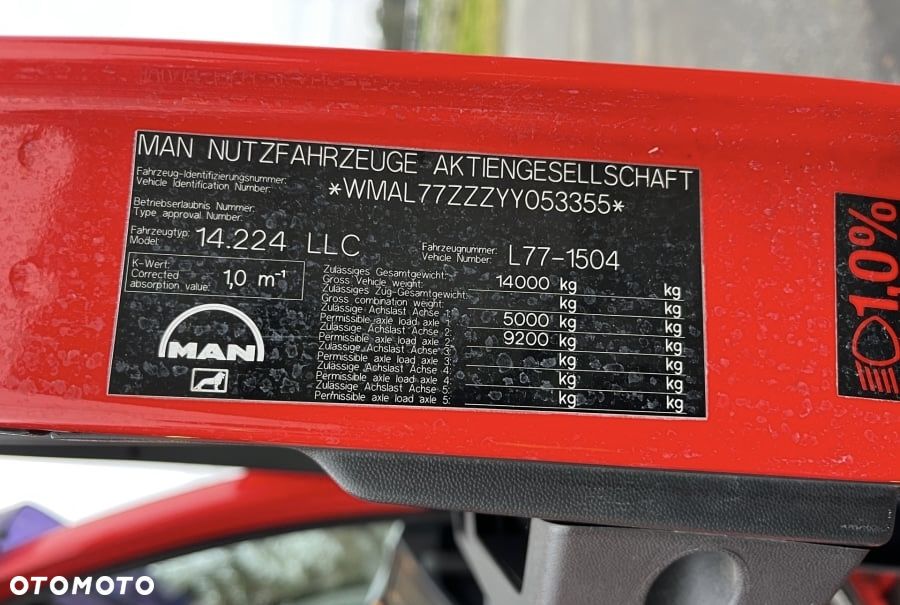 MAN NUTZFAHRZEUGE AKTIENGESELLSCHAFT
Fahrzeug-Identifizierungsnummer:
Vehicle Identification Number:
*WMAL77ZZZYY053355*
Betriebserlaubnis Nummer:
Type approval Number:
Fahrzeugtyp:
Model:
14.224 LLC
Fahrzeugnummer:
Vehicle Number:
L77-1504
K-Wert:
Corrected
absorption value:
1,0 m⁻¹
Zulässiges Gesamtgewicht:
Gross Vehicle weight: 14000 kg kg
Zulässiges Zug-Gesamtgewicht:
Gross combination weight: kg kg
Zulässige Achslast Achse 1:
Permissible axle load axle 1: 5000 kg kg
Zulässige Achslast Achse 2:
Permissible axle load axle 2: 9200 kg kg
Zulässige Achslast Achse 3:
Permissible axle load axle 3: kg kg
Zulässige Achslast Achse 4:
Permissible axle load axle 4: kg kg
Zulässige Achslast Achse 5:
Permissible axle load axle 5: kg kg
MAN
1,0%
OTOMOTO